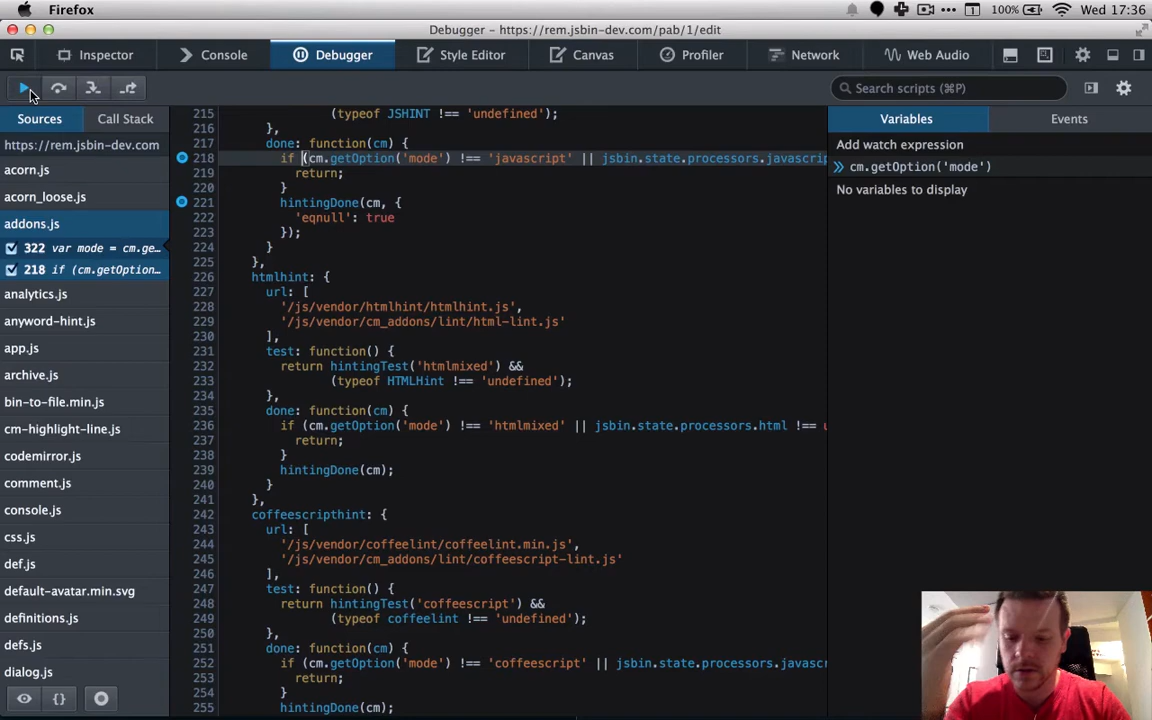 Firefox
100%
Wed 17:36
Debugger - https://rem.jsbin-dev.com/pab/1/edit
Inspector
Console
Debugger
Style Editor
Canvas
Profiler
Network
Web Audio
Search scripts (⌘P)
Sources
Call Stack
https://rem.jsbin-dev.com
acorn.js
acorn_loose.js
addons.js
322 var mode = cm.ge…
218 if (cm.getOption…
analytics.js
anyword-hint.js
app.js
archive.js
bin-to-file.min.js
cm-highlight-line.js
codemirror.js
comment.js
console.js
css.js
def.js
default-avatar.min.svg
definitions.js
defs.js
dialog.js
{}
215 (typeof JSHINT !== 'undefined');
216 },
217 done: function(cm) {
218 if (cm.getOption('mode') !== 'javascript' || jsbin.state.processors.javascrip
219 return;
220 }
221 hintingDone(cm, {
222 'eqnull': true
223 });
224 }
225 },
226 htmlhint: {
227 url: [
228 '/js/vendor/htmlhint/htmlhint.js',
229 '/js/vendor/cm_addons/lint/html-lint.js'
230 ],
231 test: function() {
232 return hintingTest('htmlmixed') &&
233 (typeof HTMLHint !== 'undefined');
234 },
235 done: function(cm) {
236 if (cm.getOption('mode') !== 'htmlmixed' || jsbin.state.processors.html !== u
237 return;
238 }
239 hintingDone(cm);
240 }
241 },
242 coffeescripthint: {
243 url: [
244 '/js/vendor/coffeelint/coffeelint.min.js',
245 '/js/vendor/cm_addons/lint/coffeescript-lint.js'
246 ],
247 test: function() {
248 return hintingTest('coffeescript') &&
249 (typeof coffeelint !== 'undefined');
250 },
251 done: function(cm) {
252 if (cm.getOption('mode') !== 'coffeescript' || jsbin.state.processors.javascr
253 return;
254 }
255 hintingDone(cm);
Variables
Events
Add watch expression
cm.getOption('mode')
No variables to display